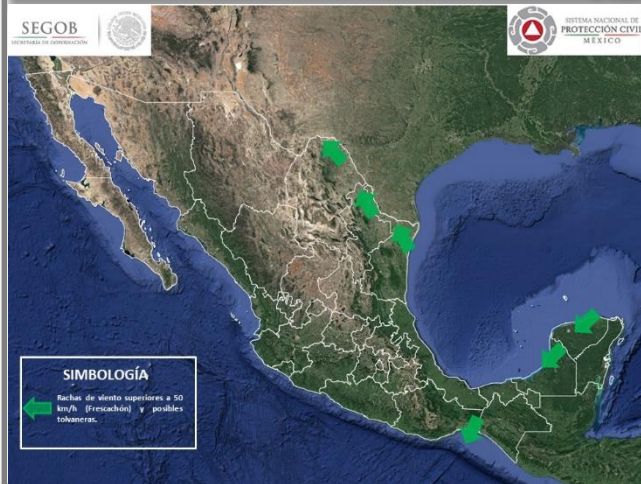 SEGOB
SECRETARÍA DE GOBERNACIÓN
SISTEMA NACIONAL DE
PROTECCIÓN CIVIL
MÉXICO
SIMBOLOGÍA
Rachas de viento superiores a 50
km/h (Frescachón) y posibles
tolvaneras.